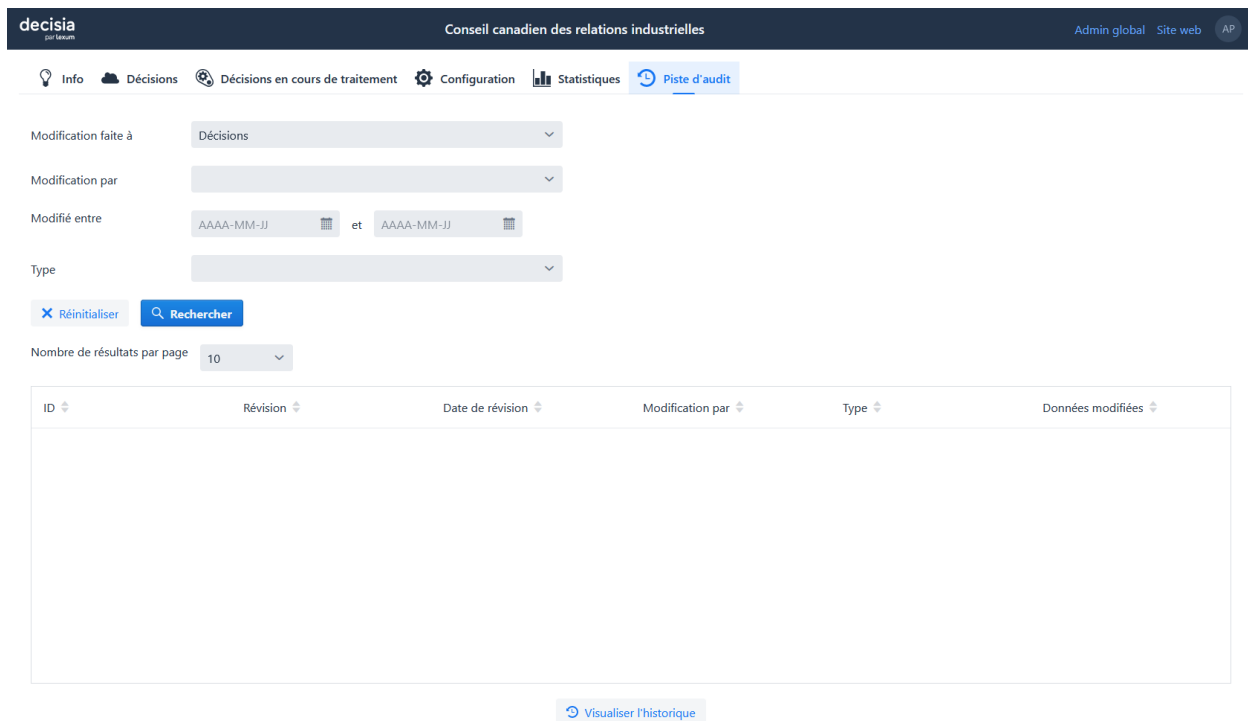 decisia
par lexum
Conseil canadien des relations industrielles
Admin global Site web AP
Info Décisions Décisions en cours de traitement Configuration Statistiques Piste d'audit
Modification faite à Décisions
Modification par
Modifié entre AAAA-MM-JJ et AAAA-MM-JJ
Type
Réinitialiser Rechercher
Nombre de résultats par page 10
ID Révision Date de révision Modification par Type Données modifiées
Visualiser l'historique